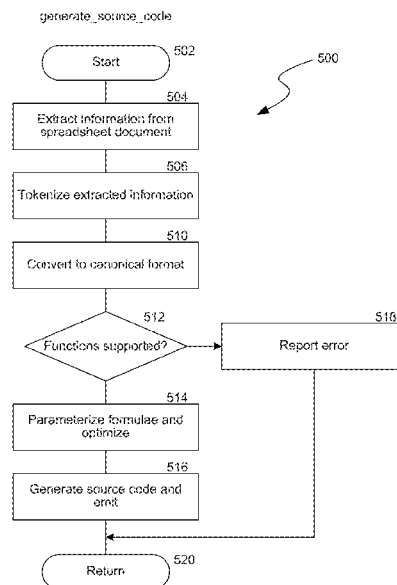 generate_source_code
502
Start
500
504
Extract information from
spreadsheet document
506
Tokenize extracted information
510
Convert to canonical format
512
518
Functions supported?
Report error
514
Parameterize formulae and
optimize
516
Generate source code and
emit
520
Return